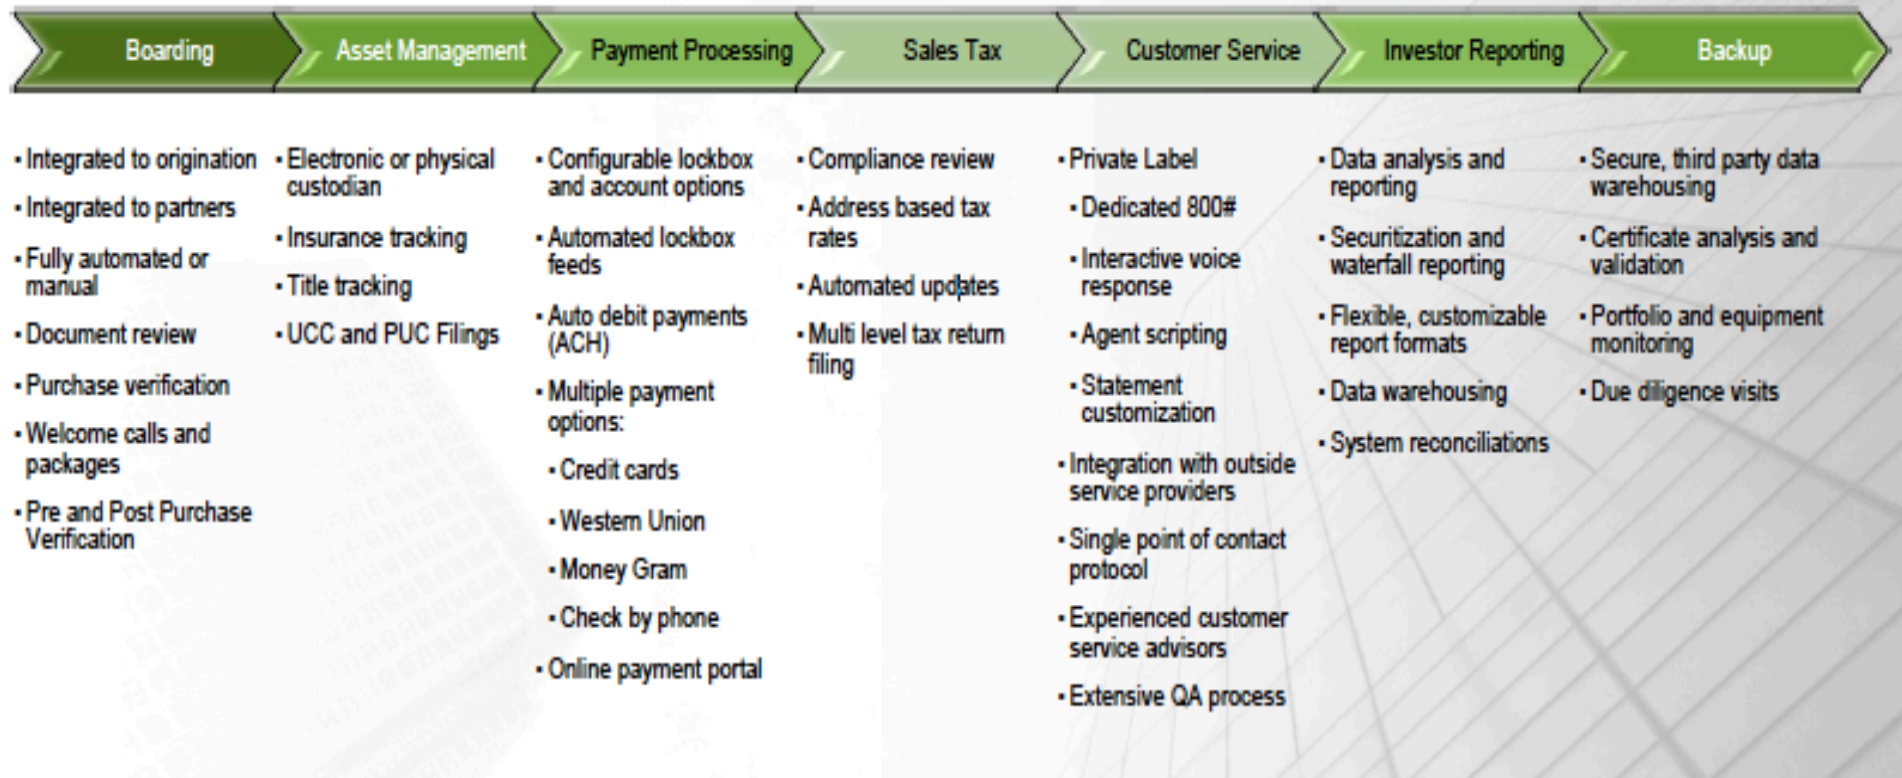 Boarding
Asset Management
Payment Processing
Sales Tax
Customer Service
Investor Reporting
Backup
▪ Integrated to origination
▪ Integrated to partners
▪ Fully automated or
manual
▪ Document review
▪ Purchase verification
▪ Welcome calls and
packages
▪ Pre and Post Purchase
Verification
▪ Electronic or physical
custodian
▪ Insurance tracking
▪ Title tracking
▪ UCC and PUC Filings
▪ Configurable lockbox
and account options
▪ Automated lockbox
feeds
▪ Auto debit payments
(ACH)
▪ Multiple payment
options:
▪ Credit cards
▪ Western Union
▪ Money Gram
▪ Check by phone
▪ Online payment portal
▪ Compliance review
▪ Address based tax
rates
▪ Automated updates
▪ Multi level tax return
filing
▪ Private Label
▪ Dedicated 800#
▪ Interactive voice
response
▪ Agent scripting
▪ Statement
customization
▪ Integration with outside
service providers
▪ Single point of contact
protocol
▪ Experienced customer
service advisors
▪ Extensive QA process
▪ Data analysis and
reporting
▪ Securitization and
waterfall reporting
▪ Flexible, customizable
report formats
▪ Data warehousing
▪ System reconciliations
▪ Secure, third party data
warehousing
▪ Certificate analysis and
validation
▪ Portfolio and equipment
monitoring
▪ Due diligence visits